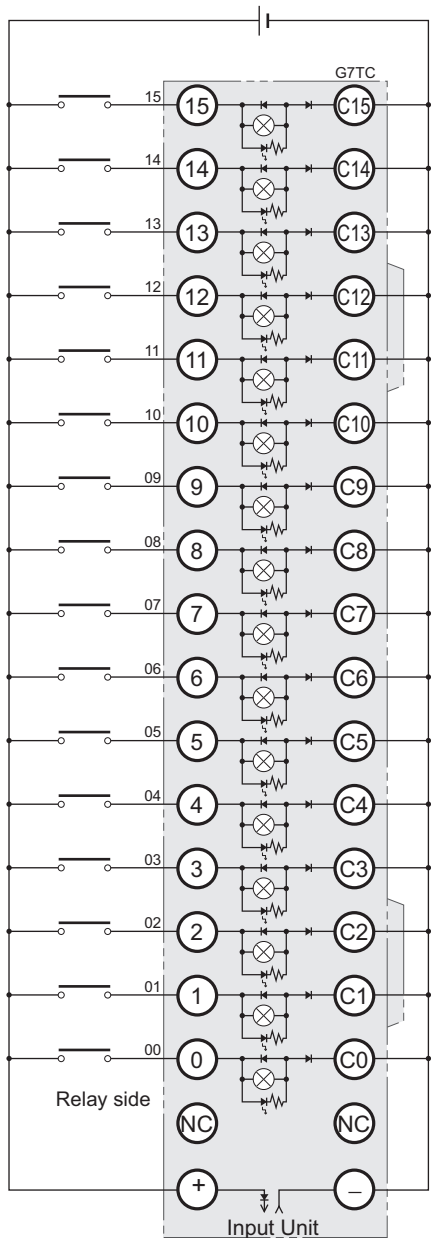 G7TC
15 15 C15
14 14 C14
13 13 C13
12 12 C12
11 11 C11
10 10 C10
09 9 C9
08 8 C8
07 7 C7
06 6 C6
05 5 C5
04 4 C4
03 3 C3
02 2 C2
01 1 C1
00 0 C0
Relay side
NC NC
+ −
Input Unit